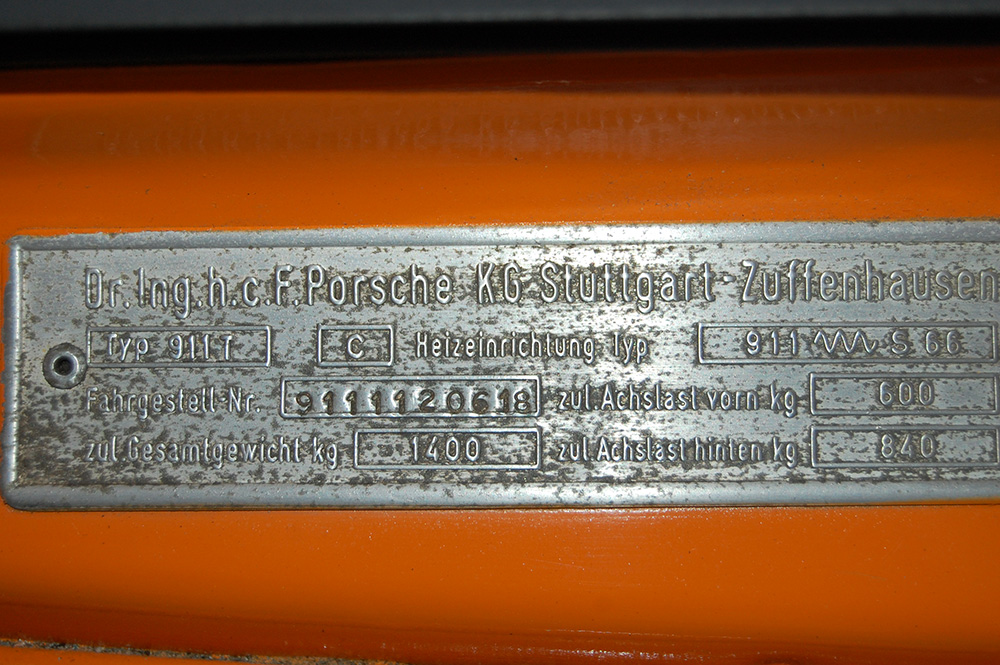 Dr.Ing.h.c.F.Porsche KG Stuttgart-Zuffenhausen
Typ 911T C Heizeinrichtung Typ 911 S 66
Fahrgestell-Nr. 9111120618 zul. Achslast vorn kg 600
zul. Gesamtgewicht kg 1400 zul. Achslast hinten kg 840